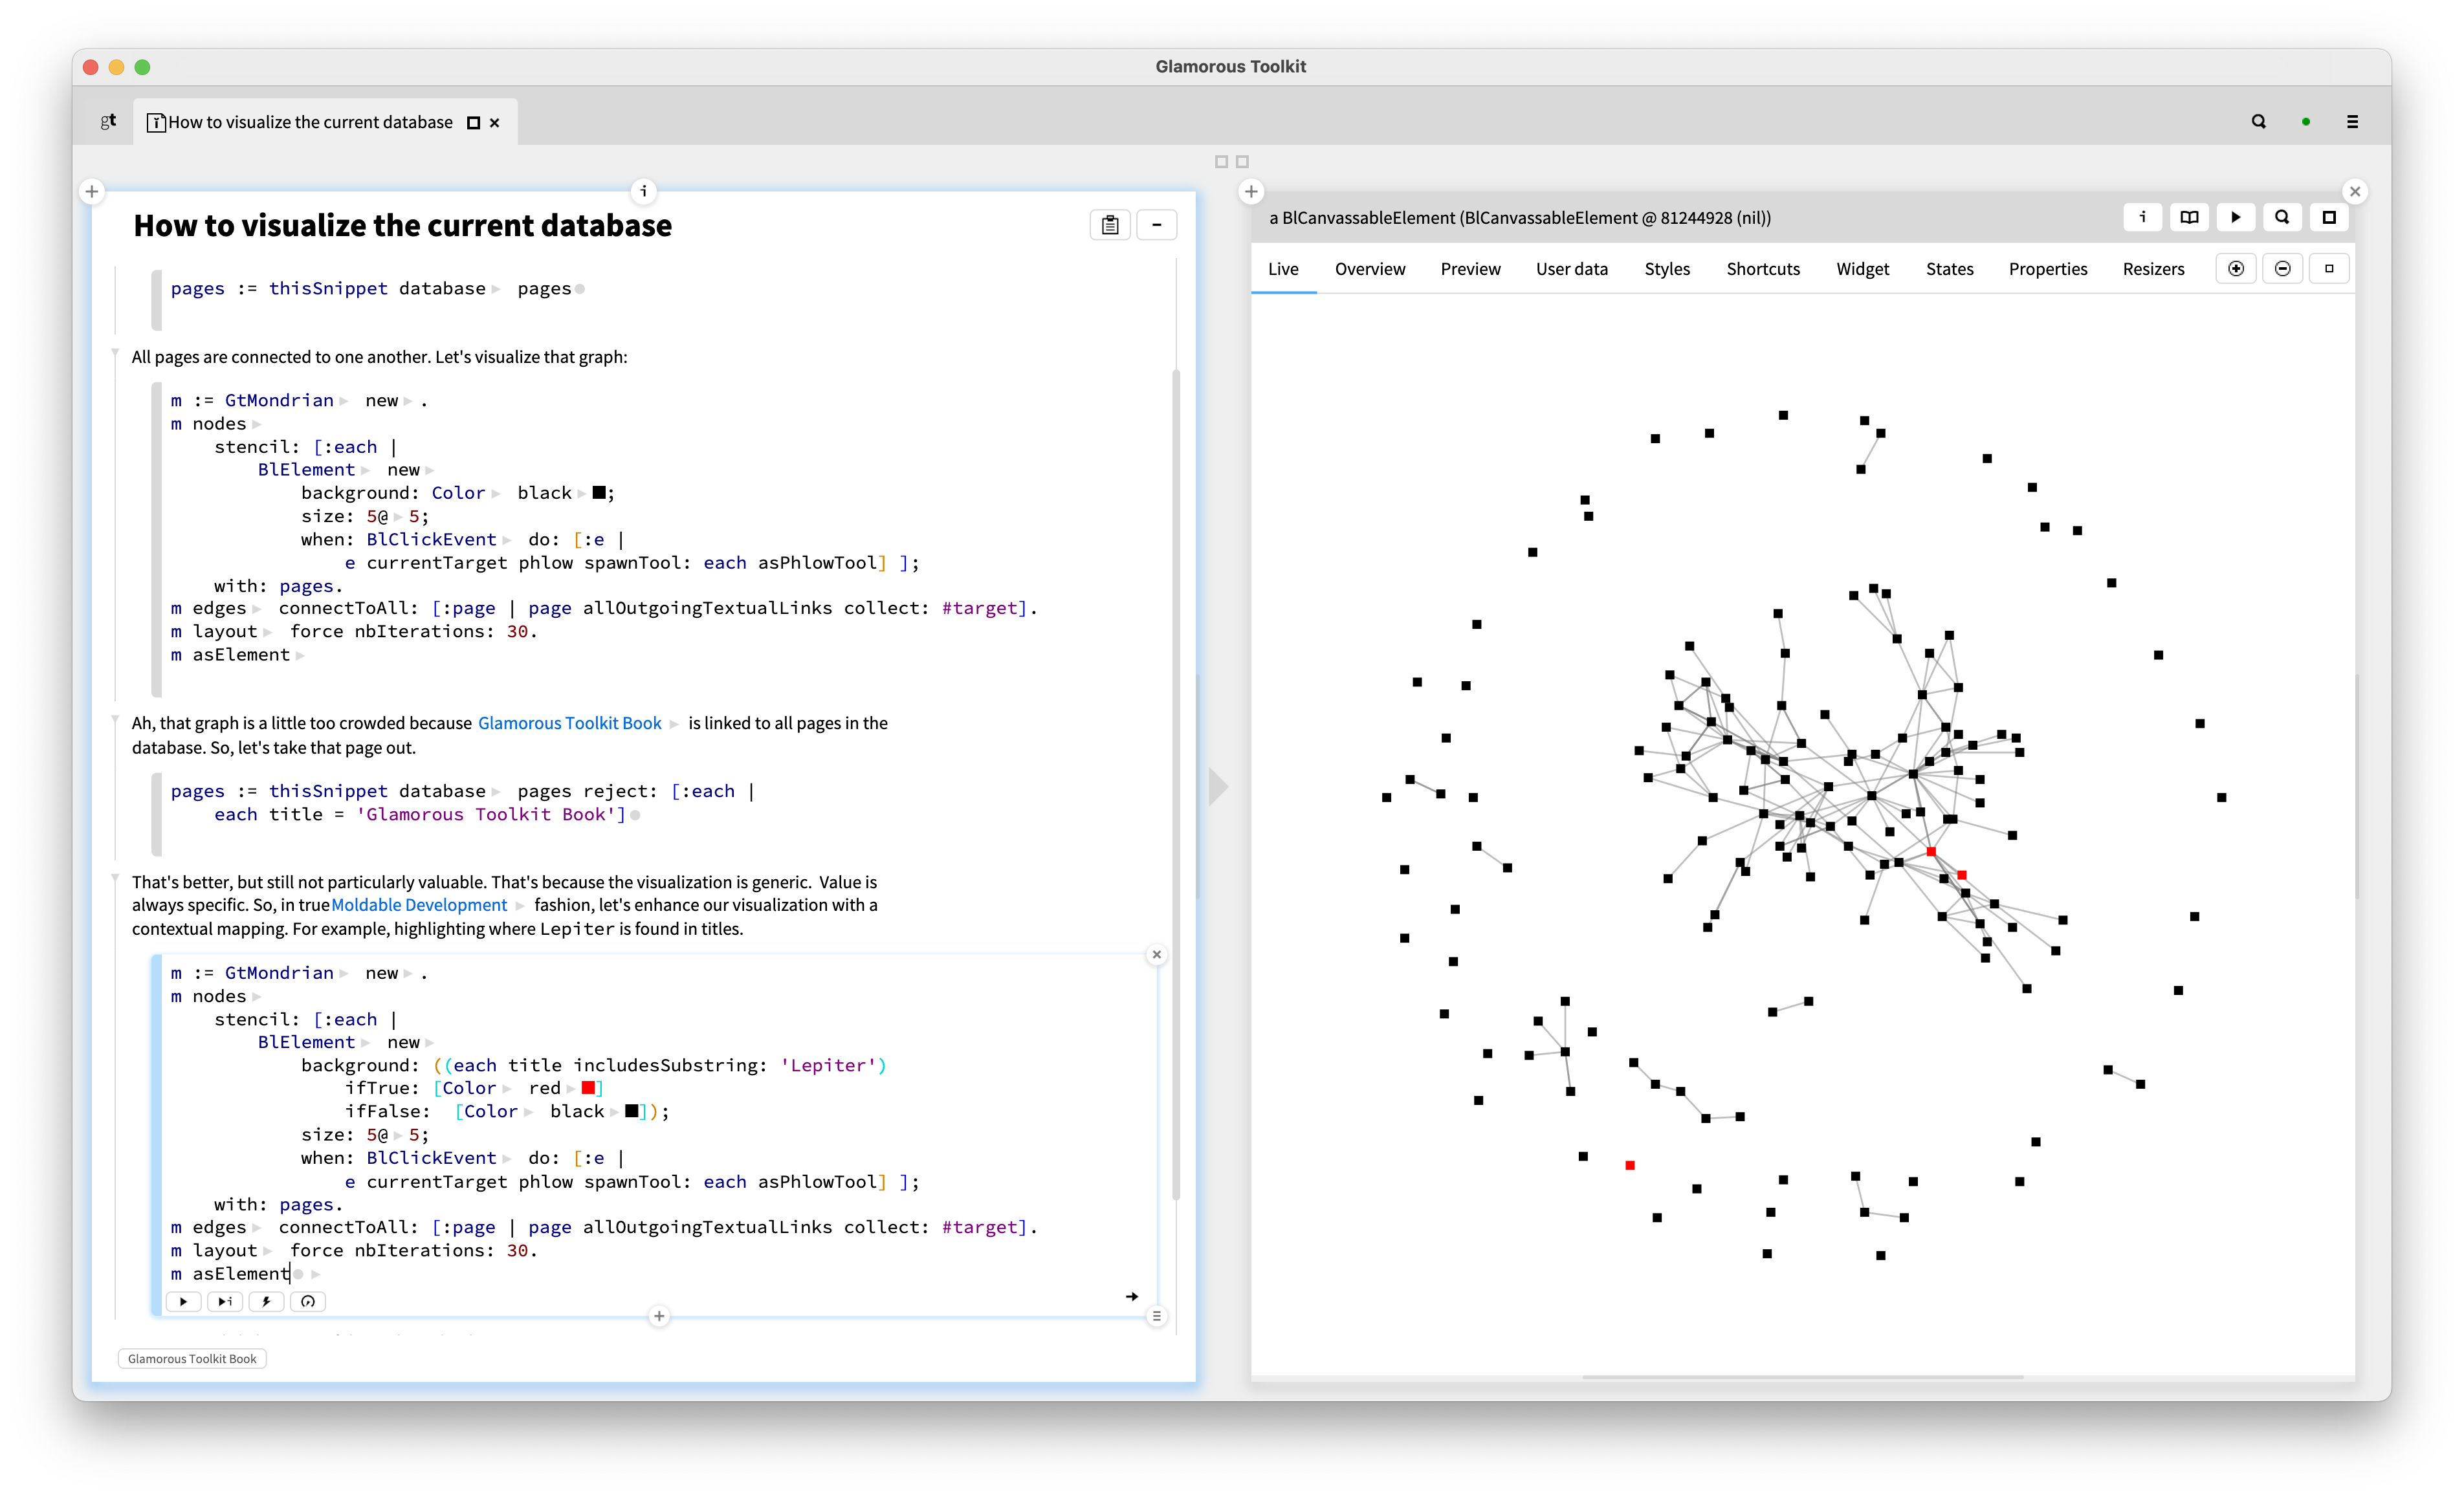 Glamorous Toolkit
gt
How to visualize the current database
How to visualize the current database
pages := thisSnippet database pages
All pages are connected to one another. Let's visualize that graph:
m := GtMondrian new .
m nodes
stencil: [:each |
BlElement new
background: Color black ;
size: 5@ 5;
when: BlClickEvent do: [:e |
e currentTarget phlow spawnTool: each asPhlowTool] ];
with: pages.
m edges connectToAll: [:page | page allOutgoingTextualLinks collect: #target].
m layout force nbIterations: 30.
m asElement
Ah, that graph is a little too crowded because Glamorous Toolkit Book is linked to all pages in the
database. So, let's take that page out.
pages := thisSnippet database pages reject: [:each |
each title = 'Glamorous Toolkit Book']
That's better, but still not particularly valuable. That's because the visualization is generic. Value is
always specific. So, in true Moldable Development fashion, let's enhance our visualization with a
contextual mapping. For example, highlighting where Lepiter is found in titles.
m := GtMondrian new .
m nodes
stencil: [:each |
BlElement new
background: ((each title includesSubstring: 'Lepiter')
ifTrue: [Color red ]
ifFalse: [Color black ]);
size: 5@ 5;
when: BlClickEvent do: [:e |
e currentTarget phlow spawnTool: each asPhlowTool] ];
with: pages.
m edges connectToAll: [:page | page allOutgoingTextualLinks collect: #target].
m layout force nbIterations: 30.
m asElement
Glamorous Toolkit Book
a BlCanvassableElement (BlCanvassableElement @ 81244928 (nil))
Live Overview Preview User data Styles Shortcuts Widget States Properties Resizers